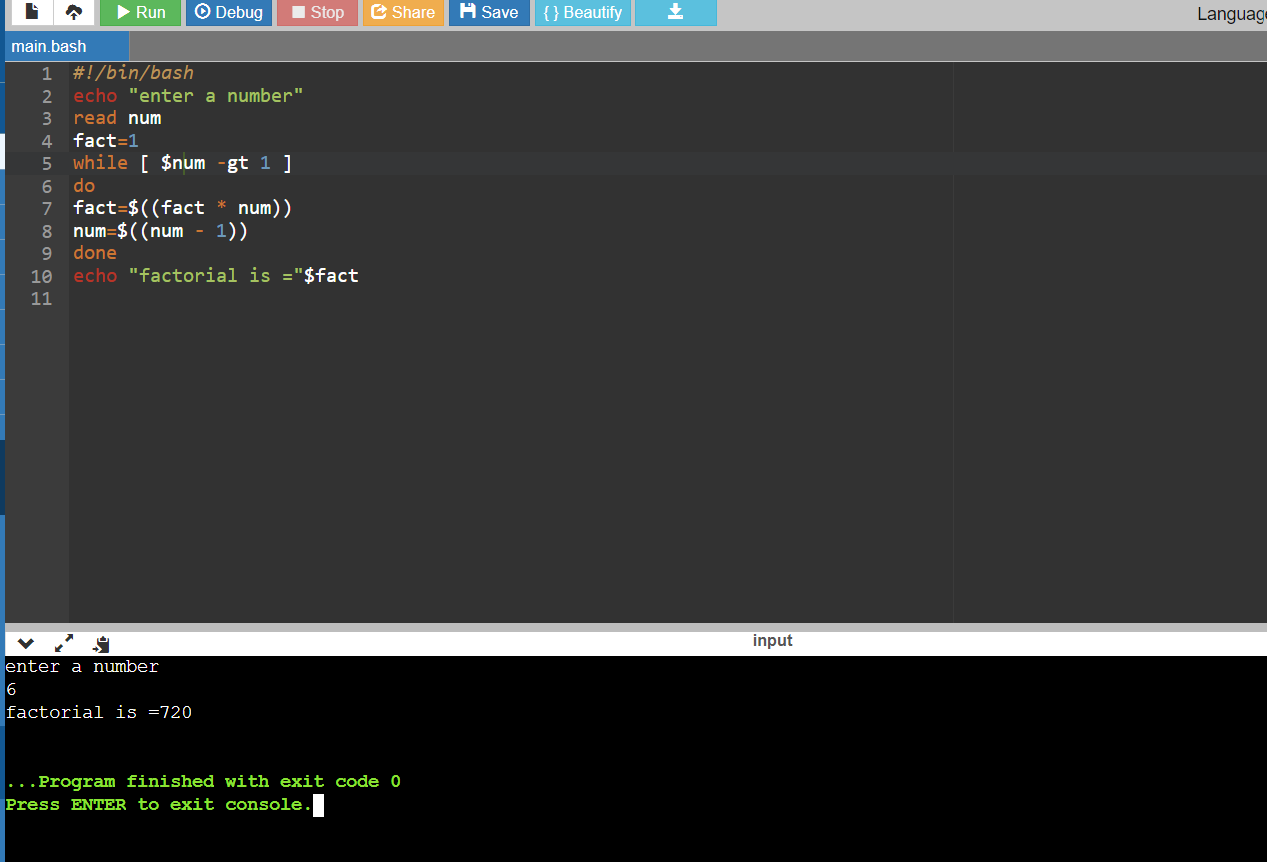 Run Debug Stop Share Save { } Beautify
main.bash
1 #!/bin/bash
2 echo "enter a number"
3 read num
4 fact=1
5 while [ $num -gt 1 ]
6 do
7 fact=$((fact * num))
8 num=$((num - 1))
9 done
10 echo "factorial is ="$fact
11
input
enter a number
6
factorial is =720
...Program finished with exit code 0
Press ENTER to exit console.